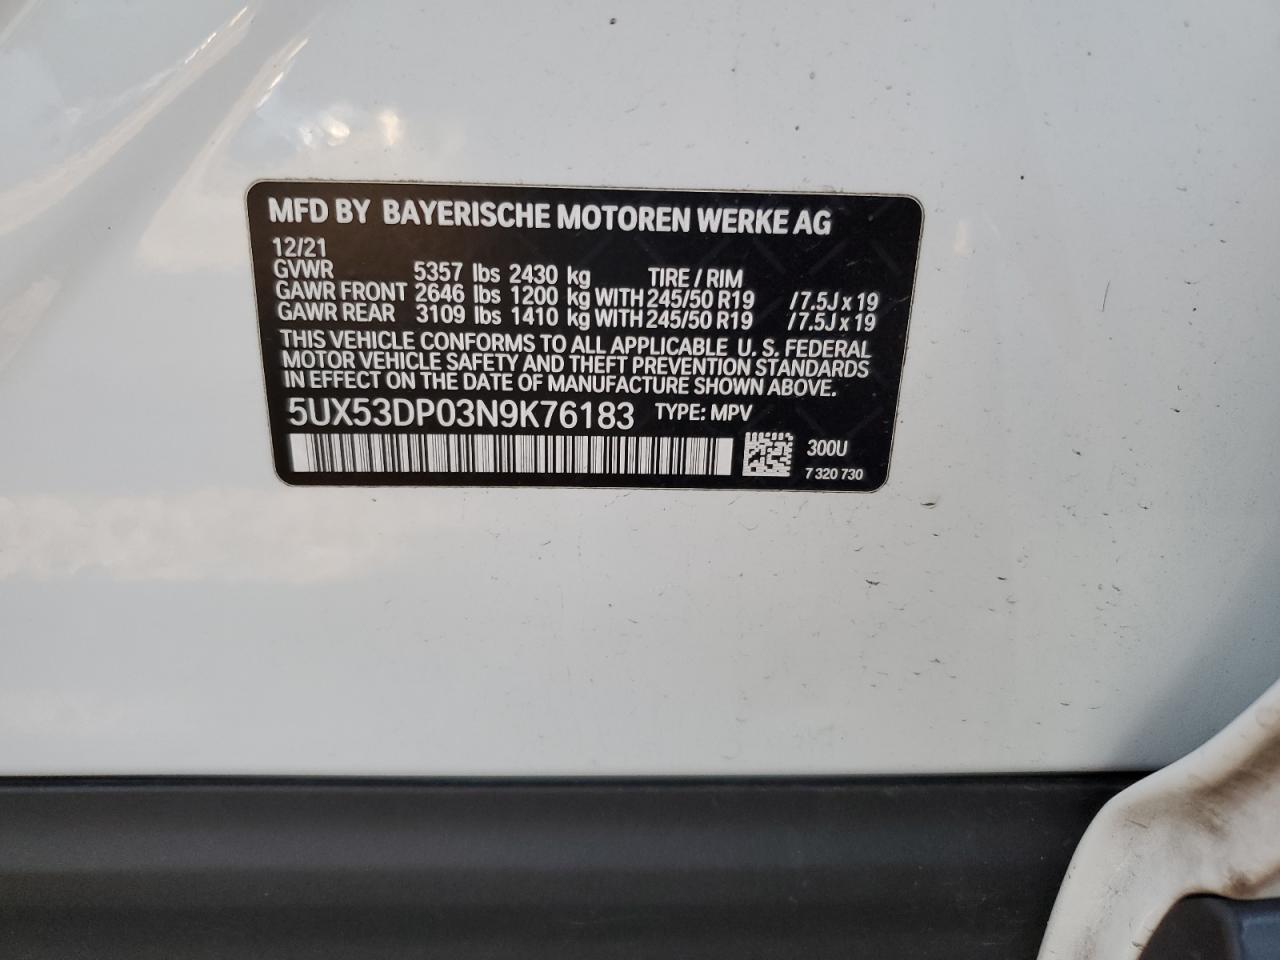 MFD BY BAYERISCHE MOTOREN WERKE AG
12/21
GVWR 5357 lbs 2430 kg TIRE / RIM
GAWR FRONT 2646 lbs 1200 kg WITH 245/50 R19 /7.5J x 19
GAWR REAR 3109 lbs 1410 kg WITH 245/50 R19 /7.5J x 19
THIS VEHICLE CONFORMS TO ALL APPLICABLE U. S. FEDERAL
MOTOR VEHICLE SAFETY AND THEFT PREVENTION STANDARDS
IN EFFECT ON THE DATE OF MANUFACTURE SHOWN ABOVE.
5UX53DP03N9K76183 TYPE: MPV
300U
7 320 730